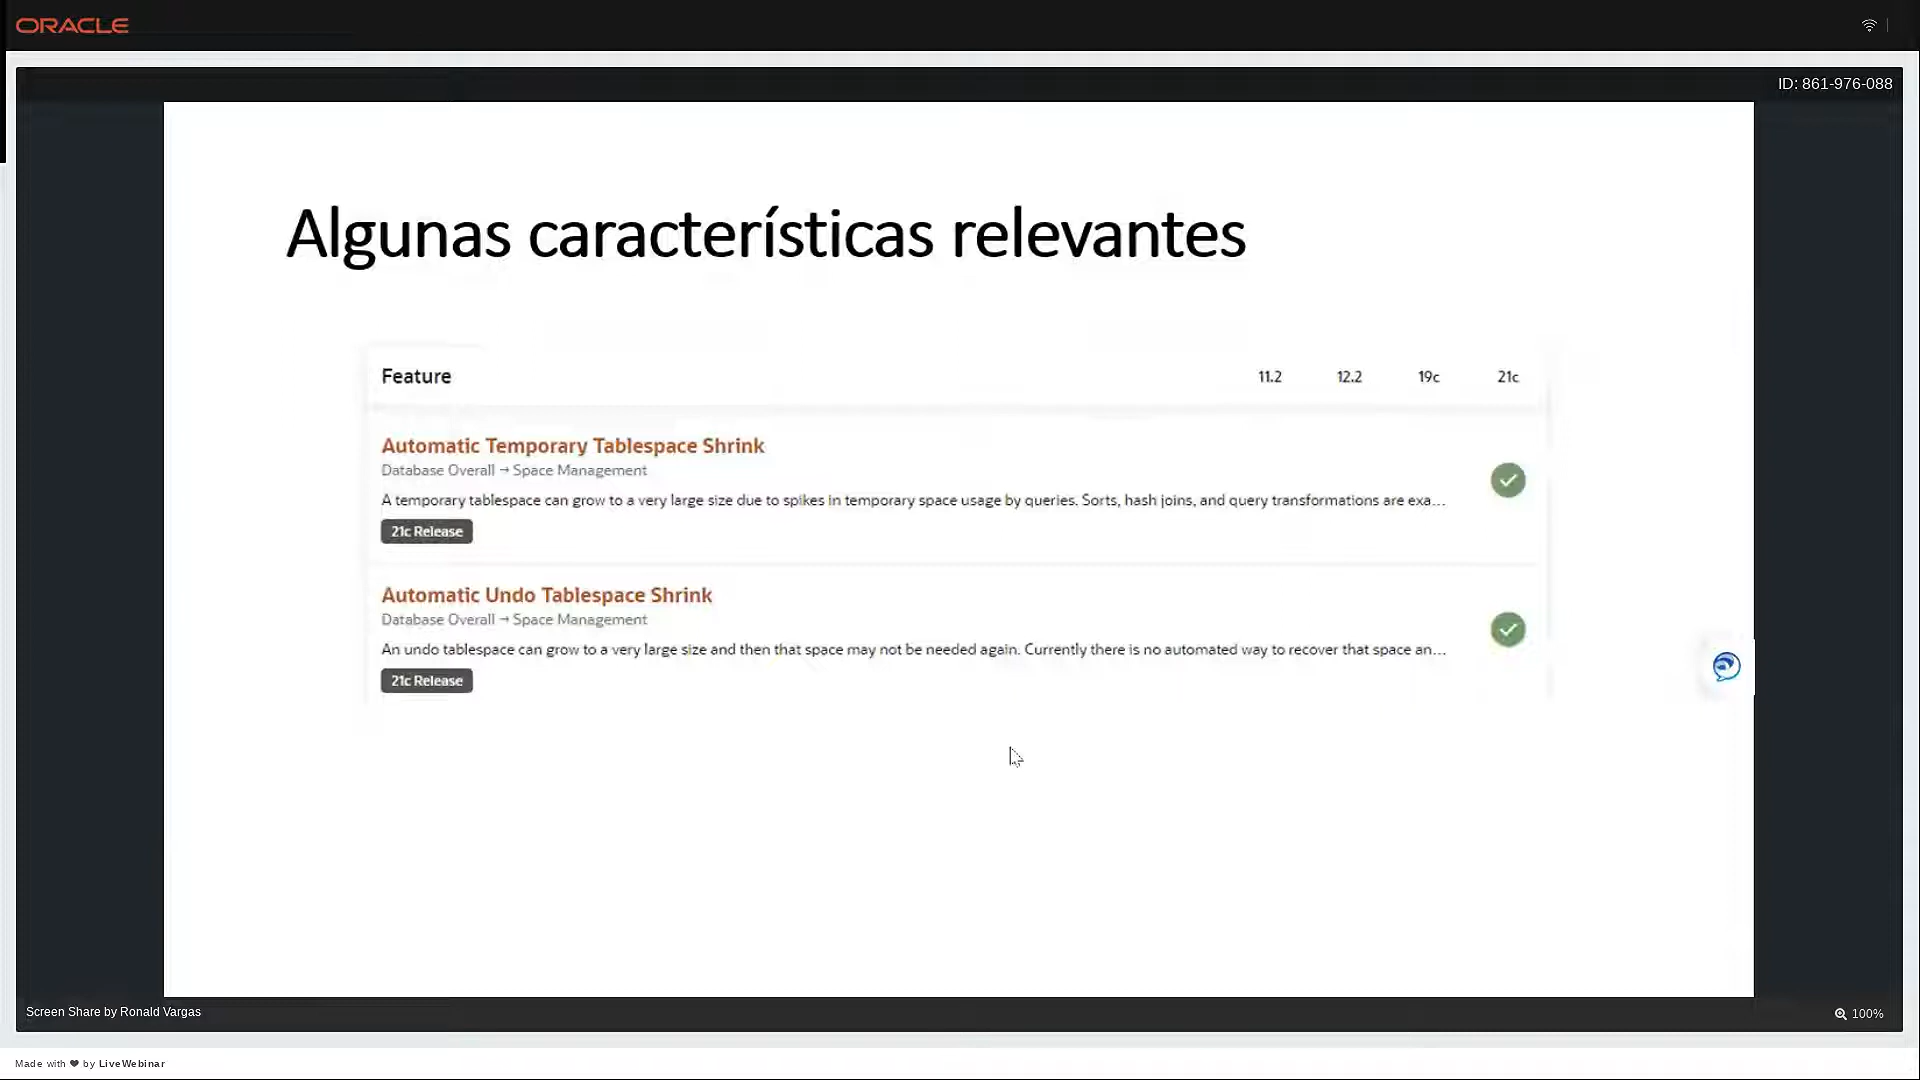 ORACLE
ID: 861-976-088
Algunas características relevantes
Feature 11.2 12.2 19c 21c
Automatic Temporary Tablespace Shrink
Database Overall → Space Management
A temporary tablespace can grow to a very large size due to spikes in temporary space usage by queries. Sorts, hash joins, and query transformations are exa...
21c Release
Automatic Undo Tablespace Shrink
Database Overall → Space Management
An undo tablespace can grow to a very large size and then that space may not be needed again. Currently there is no automated way to recover that space an...
21c Release
Screen Share by Ronald Vargas
100%
Made with ❤ by LiveWebinar